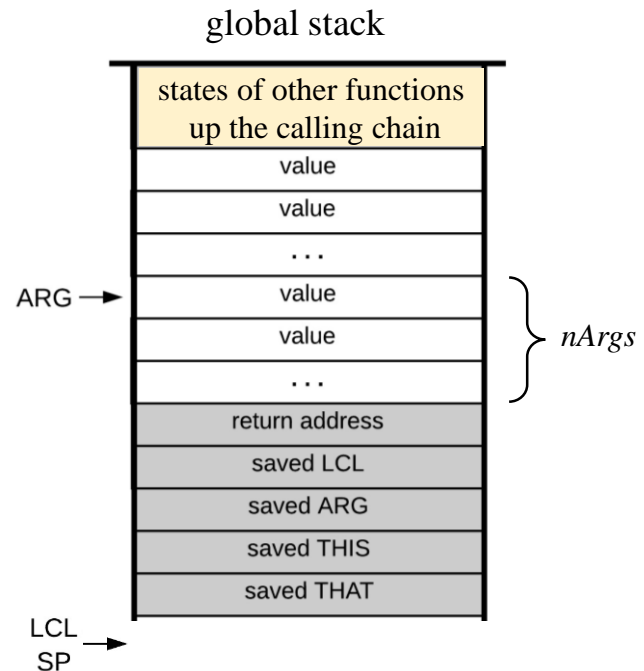 global stack
states of other functions
up the calling chain
value
value
...
ARG
value
value
...
nArgs
return address
saved LCL
saved ARG
saved THIS
saved THAT
LCL
SP